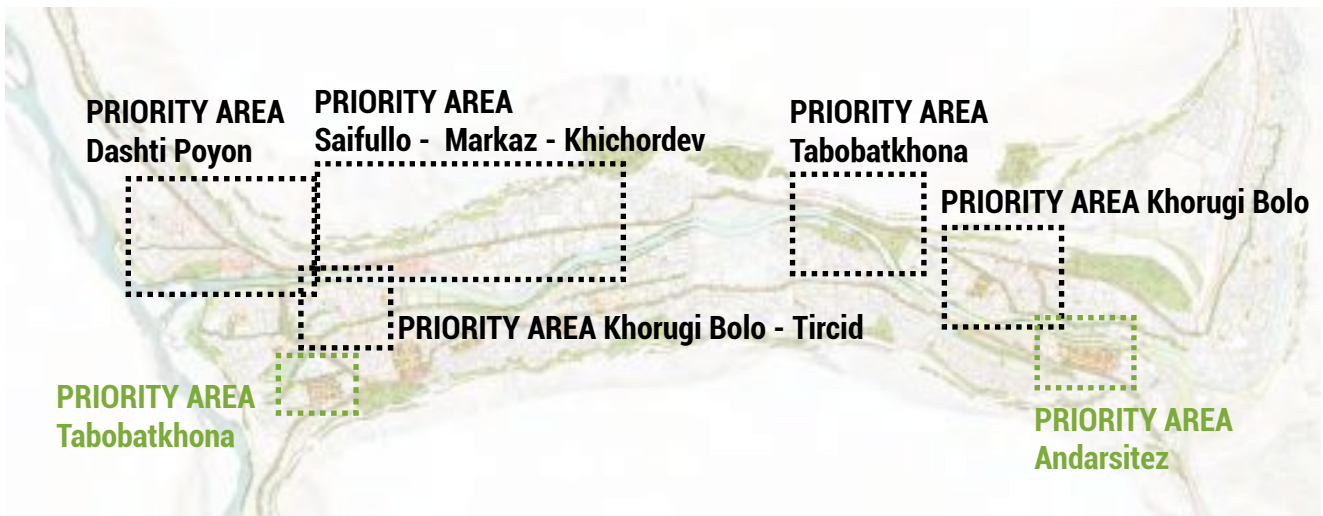 PRIORITY AREA
Dashti Poyon
PRIORITY AREA
Saifullo - Markaz - Khichordev
PRIORITY AREA
Tabobatkhona
PRIORITY AREA Khorugi Bolo
PRIORITY AREA Khorugi Bolo - Tircid
PRIORITY AREA
Tabobatkhona
PRIORITY AREA
Andarsitez